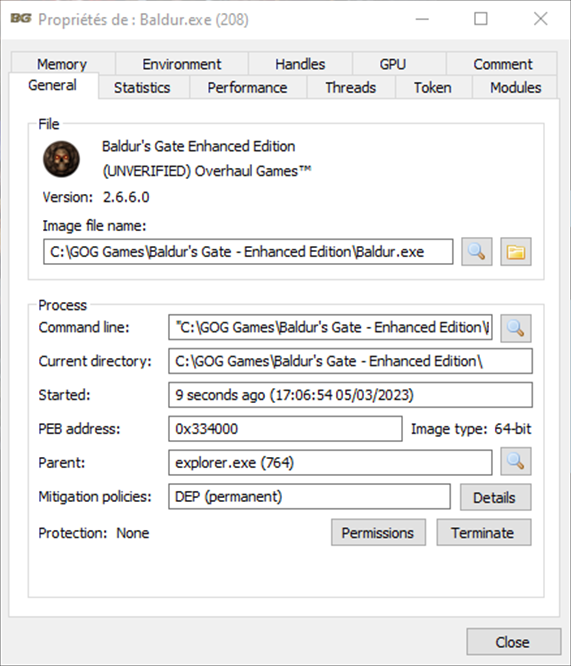 BG Propriétés de : Baldur.exe (208)
Memory Environment Handles GPU Comment
General Statistics Performance Threads Token Modules
File
Baldur's Gate Enhanced Edition
(UNVERIFIED) Overhaul Games™
Version: 2.6.6.0
Image file name:
C:\GOG Games\Baldur's Gate - Enhanced Edition\Baldur.exe
Process
Command line: "C:\GOG Games\Baldur's Gate - Enhanced Edition\
Current directory: C:\GOG Games\Baldur's Gate - Enhanced Edition\
Started: 9 seconds ago (17:06:54 05/03/2023)
PEB address: 0x334000 Image type: 64-bit
Parent: explorer.exe (764)
Mitigation policies: DEP (permanent) Details
Protection: None Permissions Terminate
Close